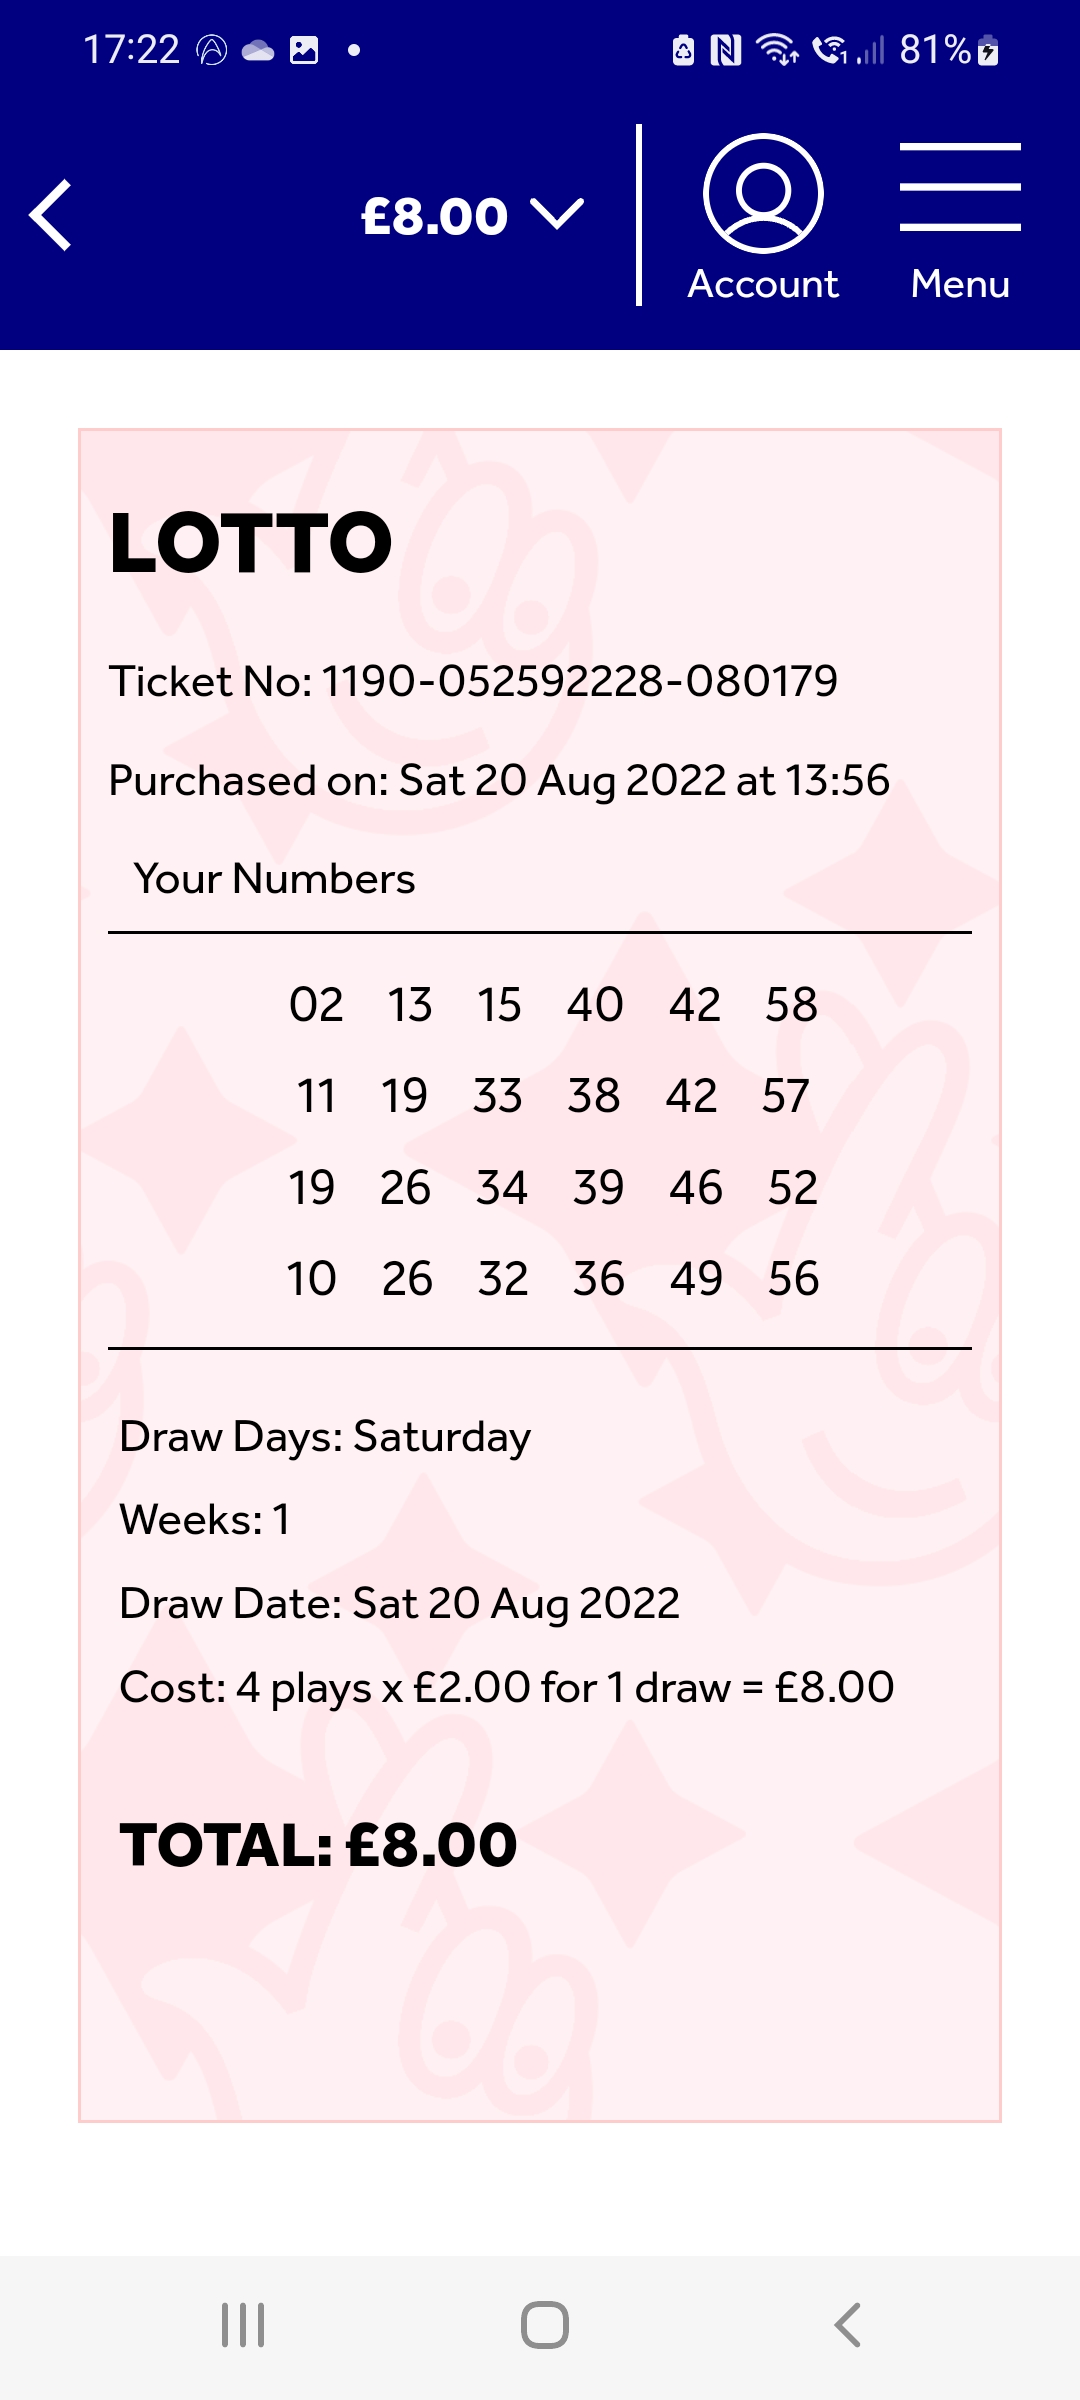 17:22 81%
£8.00
Account Menu
LOTTO
Ticket No: 1190-052592228-080179
Purchased on: Sat 20 Aug 2022 at 13:56
Your Numbers
02 13 15 40 42 58
11 19 33 38 42 57
19 26 34 39 46 52
10 26 32 36 49 56
Draw Days: Saturday
Weeks: 1
Draw Date: Sat 20 Aug 2022
Cost: 4 plays x £2.00 for 1 draw = £8.00
TOTAL: £8.00